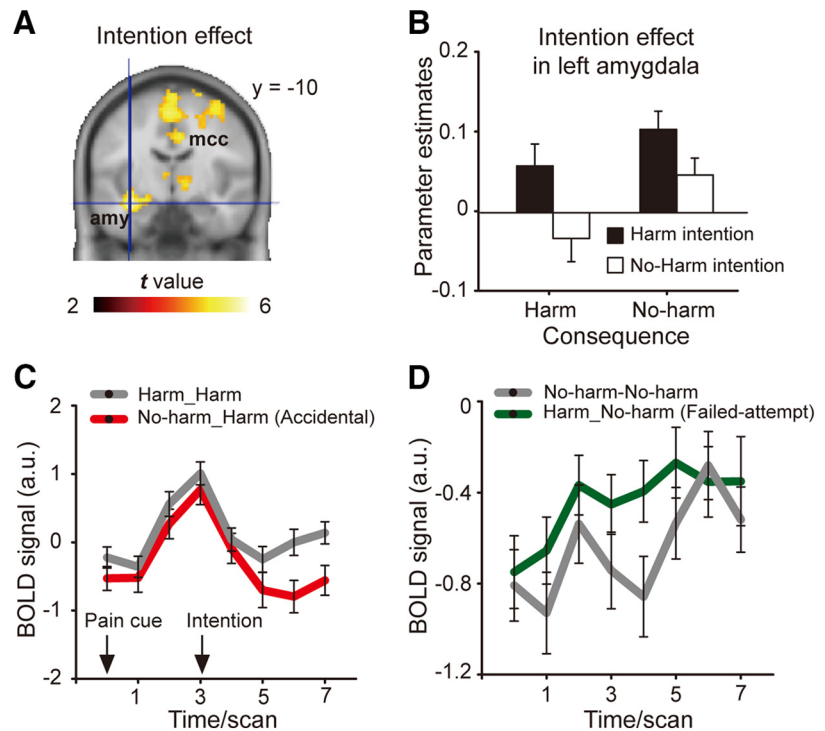 A
Intention effect
y = -10
mcc
amy
t value
2
6
B
Intention effect
in left amygdala
0.2
0.1
0
-0.1
Parameter estimates
Harm intention
No-Harm intention
Harm
No-harm
Consequence
C
Harm_Harm
No-harm_Harm (Accidental)
2
1
0
-1
-2
BOLD signal (a.u.)
Pain cue
Intention
1
3
5
7
Time/scan
D
No-harm-No-harm
Harm_No-harm (Failed-attempt)
0
-0.4
-0.8
-1.2
BOLD signal (a.u.)
1
3
5
7
Time/scan